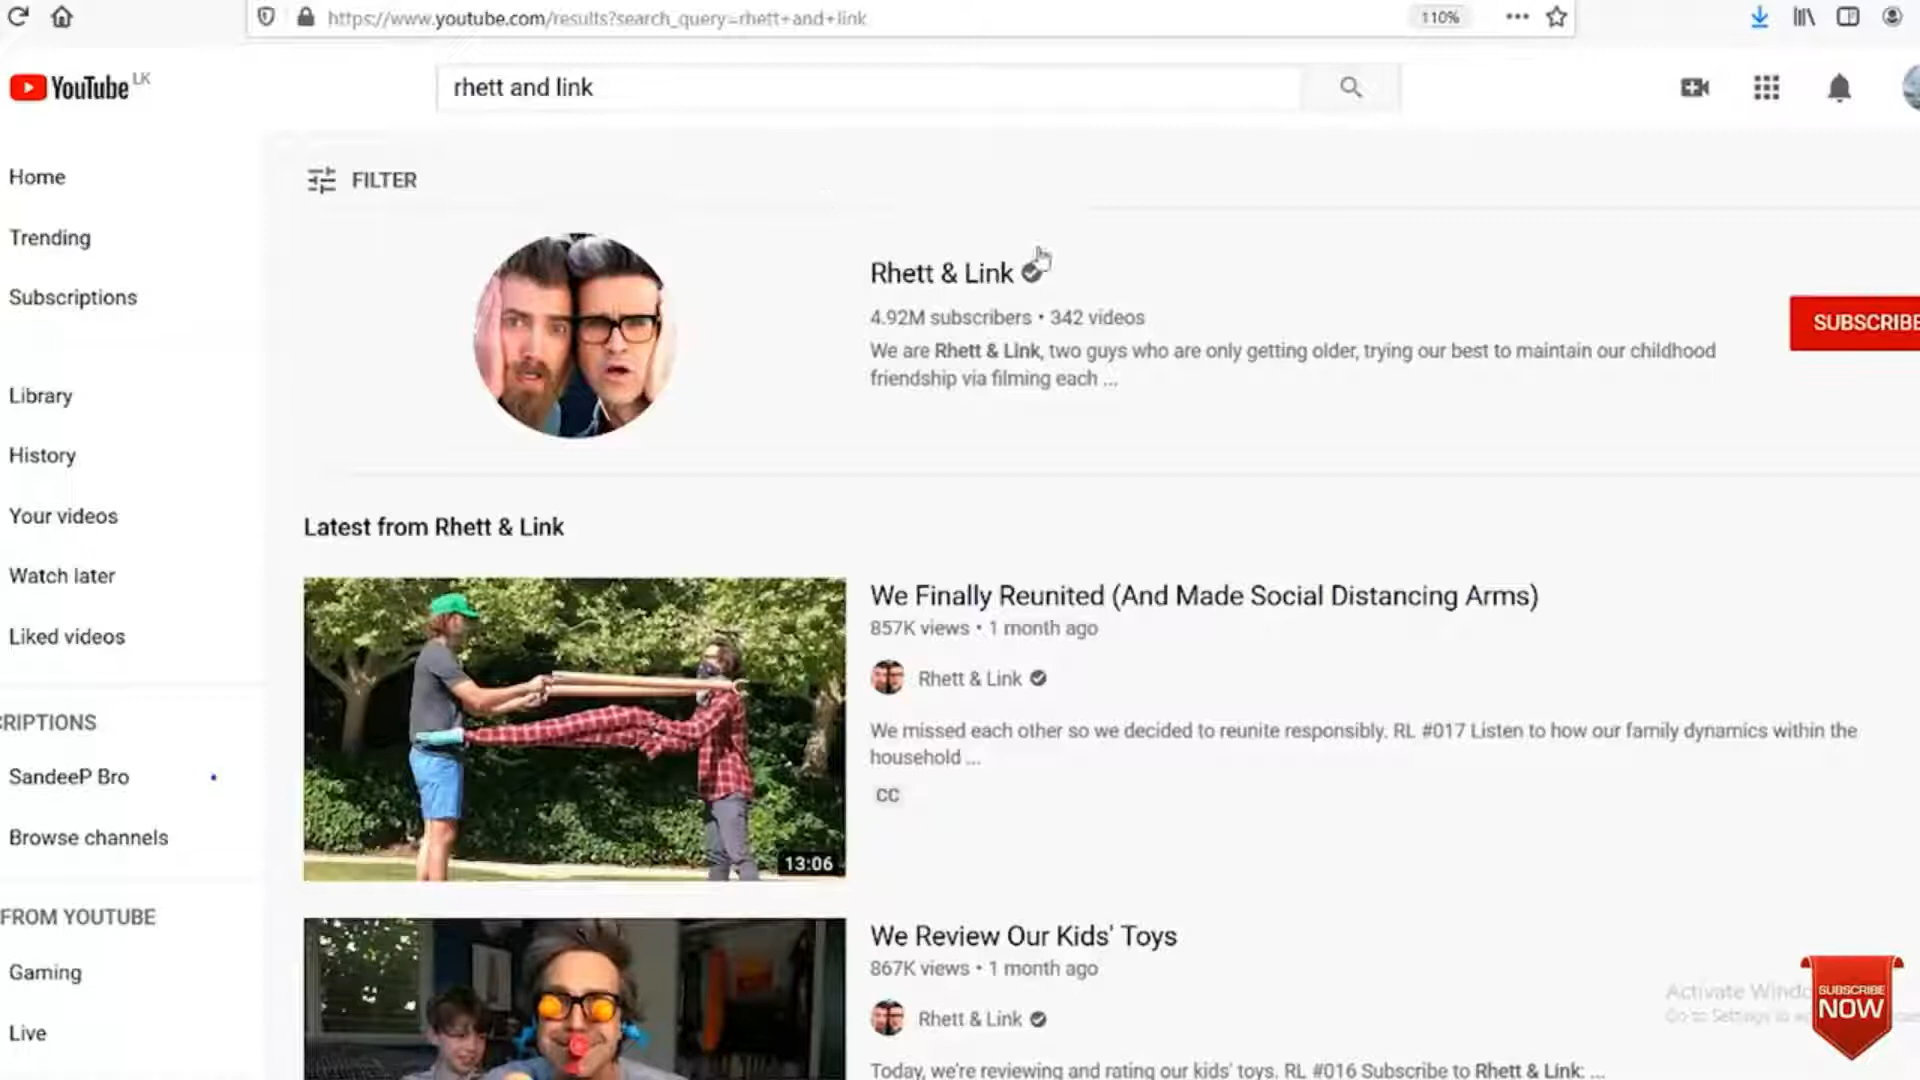 https://www.youtube.com/results?search_query=rhett+and+link
110%
YouTube LK
rhett and link
Home
Trending
Subscriptions
Library
History
Your videos
Watch later
Liked videos
CRIPTIONS
SandeeP Bro
Browse channels
FROM YOUTUBE
Gaming
Live
FILTER
Rhett & Link
4.92M subscribers • 342 videos
We are Rhett & Link, two guys who are only getting older, trying our best to maintain our childhood
friendship via filming each ...
SUBSCRIBE
Latest from Rhett & Link
13:06
We Finally Reunited (And Made Social Distancing Arms)
857K views • 1 month ago
Rhett & Link
We missed each other so we decided to reunite responsibly. RL #017 Listen to how our family dynamics within the
household ...
CC
We Review Our Kids' Toys
867K views • 1 month ago
Rhett & Link
Today, we're reviewing and rating our kids' toys. RL #016 Subscribe to Rhett & Link: ...
Activate Windo
Go to Settings to
SUBSCRIBE
NOW